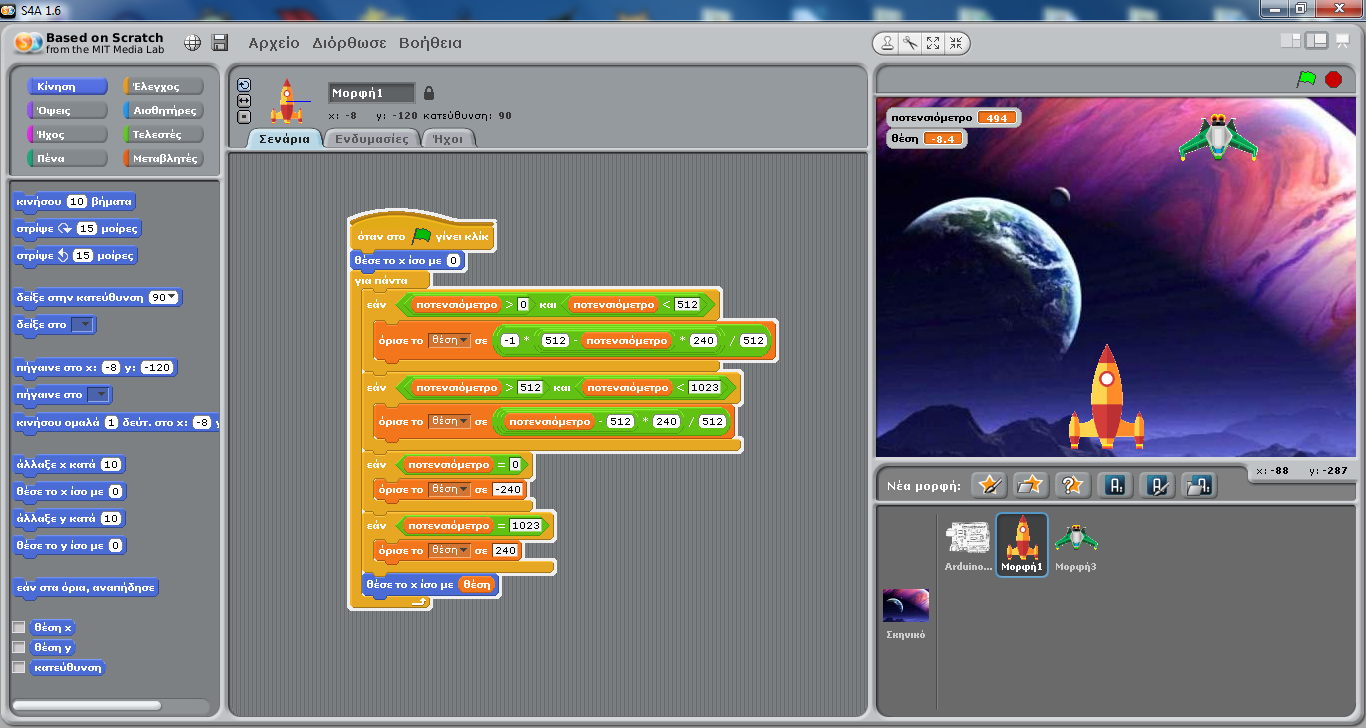 S4A 1.6
Based on Scratch
from the MIT Media Lab
Αρχείο Διόρθωσε Βοήθεια
Κίνηση
Έλεγχος
Όψεις
Αισθητήρες
Ήχος
Τελεστές
Πένα
Μεταβλητές
κινήσου 10 βήματα
στρίψε 15 μοίρες
στρίψε 15 μοίρες
δείξε στην κατεύθυνση 90
δείξε στο
πήγαινε στο x: -8 y: -120
πήγαινε στο
κινήσου ομαλά 1 δεύτ. στο x: -8 y
άλλαξε x κατά 10
θέσε το x ίσο με 0
άλλαξε y κατά 10
θέσε το y ίσο με 0
εάν στα όρια, αναπήδησε
θέση x
θέση y
κατεύθυνση
Μορφή1
x: -8 y: -120 κατεύθυνση: 90
Σενάρια Ενδυμασίες Ήχοι
όταν στο γίνει κλίκ
θέσε το x ίσο με 0
για πάντα
εάν ποτενσιόμετρο > 0 και ποτενσιόμετρο < 512
όρισε το θέση σε -1 * 512 - ποτενσιόμετρο * 240 / 512
εάν ποτενσιόμετρο > 512 και ποτενσιόμετρο < 1023
όρισε το θέση σε ποτενσιόμετρο - 512 * 240 / 512
εάν ποτενσιόμετρο = 0
όρισε το θέση σε -240
εάν ποτενσιόμετρο = 1023
όρισε το θέση σε 240
θέσε το x ίσο με θέση
ποτενσιόμετρο 494
θέση -8.4
x: -88 y: -287
Νέα μορφή:
Arduino... Μορφή1 Μορφή3
Σκηνικό